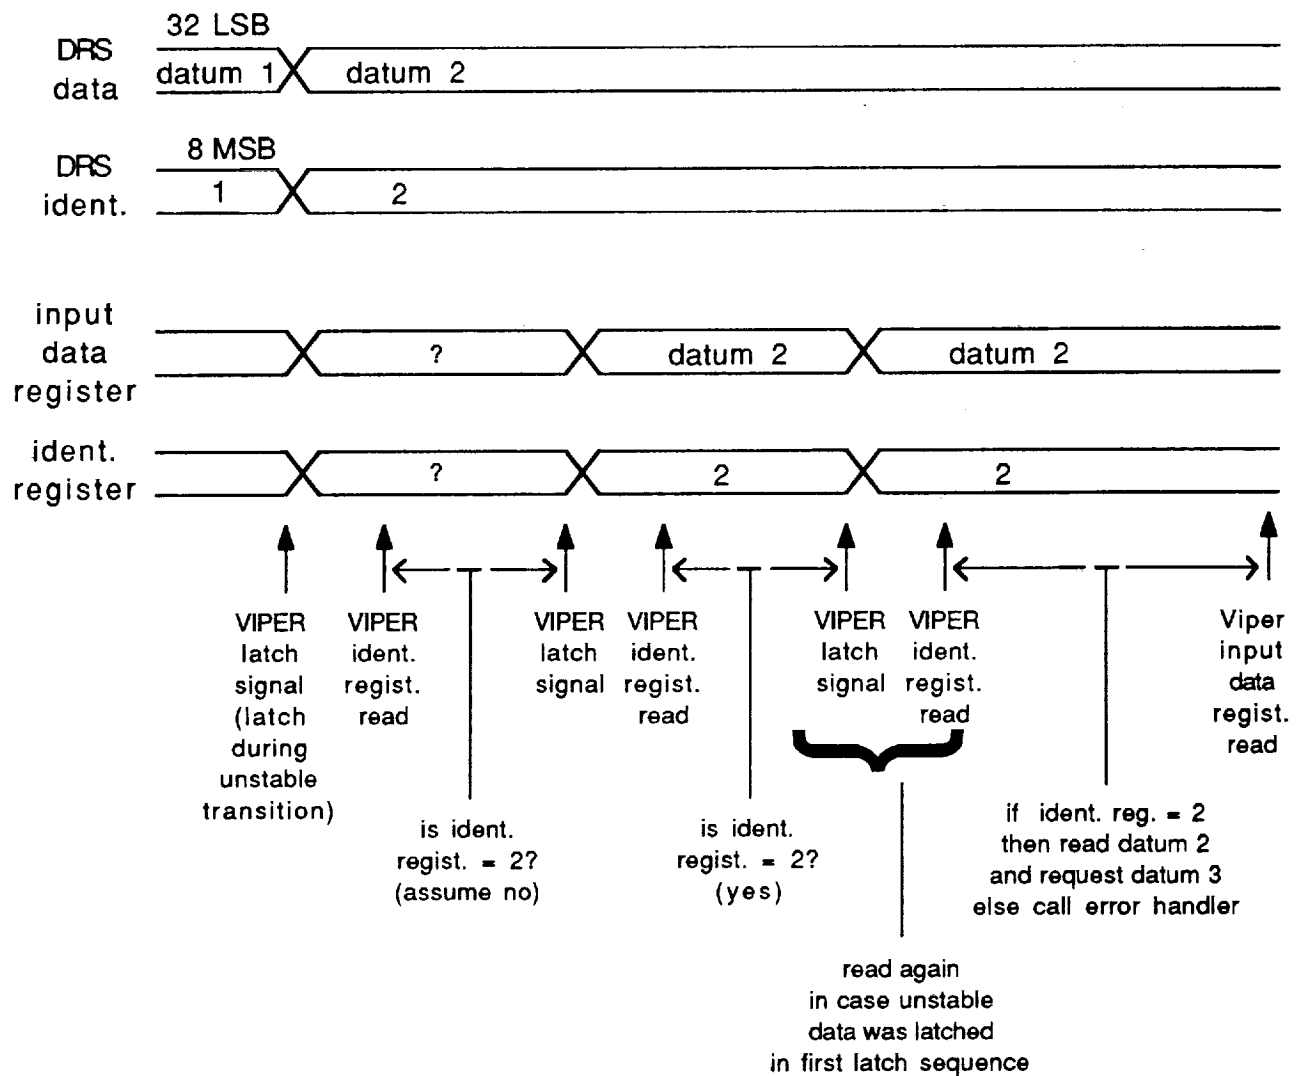 32 LSB
DRS
data
datum 1
datum 2
8 MSB
DRS
ident.
1
2
input
data
register
?
datum 2
datum 2
ident.
register
?
2
2
VIPER
latch
signal
(latch
during
unstable
transition)
VIPER
ident.
regist.
read
VIPER
latch
signal
VIPER
ident.
regist.
read
VIPER
latch
signal
VIPER
ident.
regist.
read
Viper
input
data
regist.
read
is ident.
regist. = 2?
(assume no)
is ident.
regist. = 2?
(yes)
if ident. reg. = 2
then read datum 2
and request datum 3
else call error handler
read again
in case unstable
data was latched
in first latch sequence